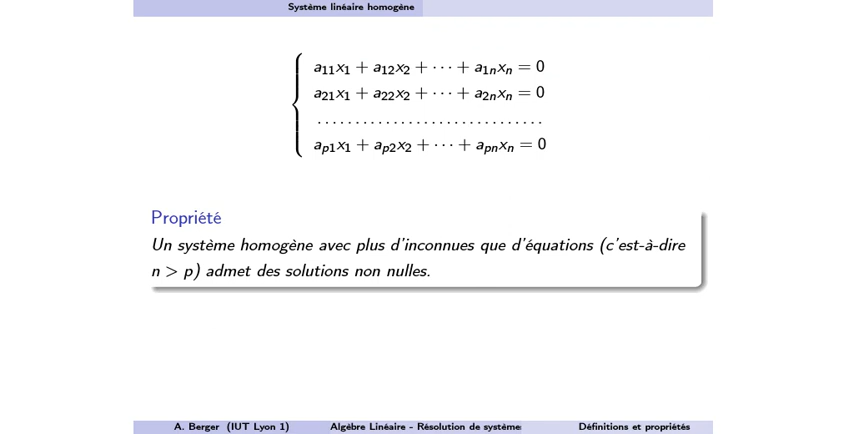 Système linéaire homogène
a11x1 + a12x2 + · · · + a1nxn = 0
a21x1 + a22x2 + · · · + a2nxn = 0
. . . . . . . . . . . . . . . . . . . . . . . . . . . . . .
ap1x1 + ap2x2 + · · · + apnxn = 0
Propriété
Un système homogène avec plus d'inconnues que d'équations (c'est-à-dire
n > p) admet des solutions non nulles.
A. Berger (IUT Lyon 1) Algèbre Linéaire - Résolution de systèmes Définitions et propriétés